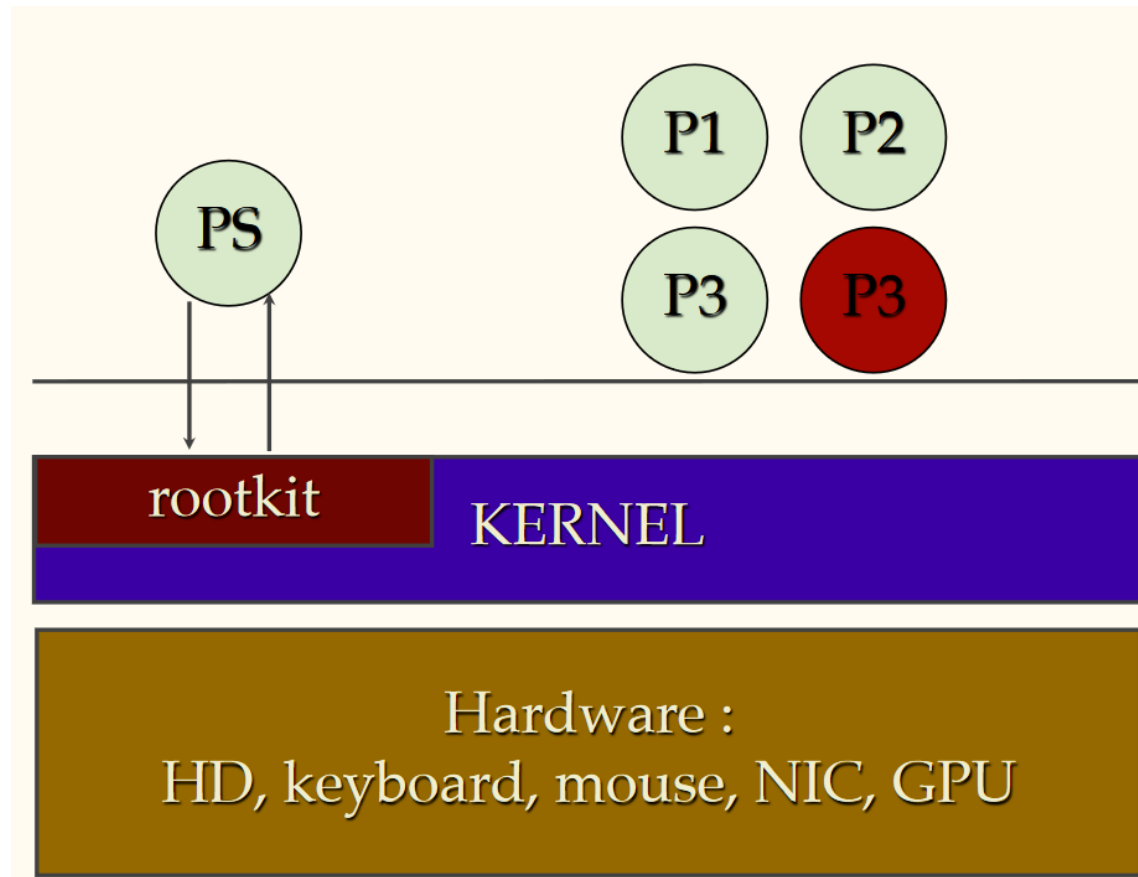 P1
P2
PS
P3
P3
rootkit
KERNEL
Hardware :
HD, keyboard, mouse, NIC, GPU